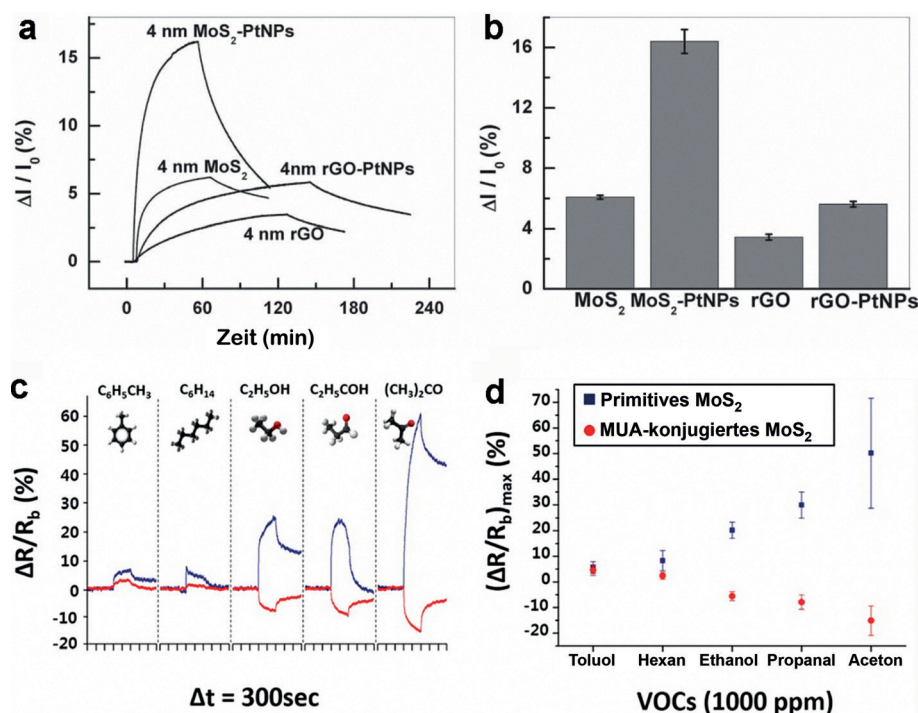 a
4 nm MoS₂-PtNPs
4 nm MoS₂
4nm rGO-PtNPs
4 nm rGO
ΔI / I₀ (%)
15
10
5
0
0 60 120 180 240
Zeit (min)
b
ΔI / I₀ (%)
16
12
8
4
0
MoS₂ MoS₂-PtNPs rGO rGO-PtNPs
c
C₆H₅CH₃ C₆H₁₄ C₂H₅OH C₂H₅COH (CH₃)₂CO
ΔR/R_b (%)
60
50
40
30
20
10
0
-10
-20
Δt = 300sec
d
Primitives MoS₂
MUA-konjugiertes MoS₂
(ΔR/R_b)max (%)
70
60
50
40
30
20
10
0
-10
-20
Toluol Hexan Ethanol Propanal Aceton
VOCs (1000 ppm)